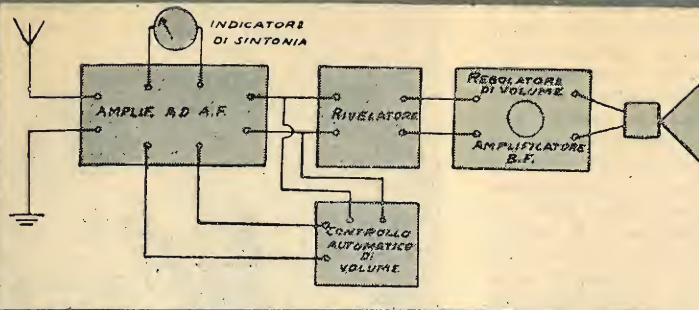 INDICATORE
DI SINTONIA
AMPLIF. AD A.F.
RIVELATORE
REGOLATORE
DI VOLUME
AMPLIFICATORE
B.F.
CONTROLLO
AUTOMATICO
DI
VOLUME